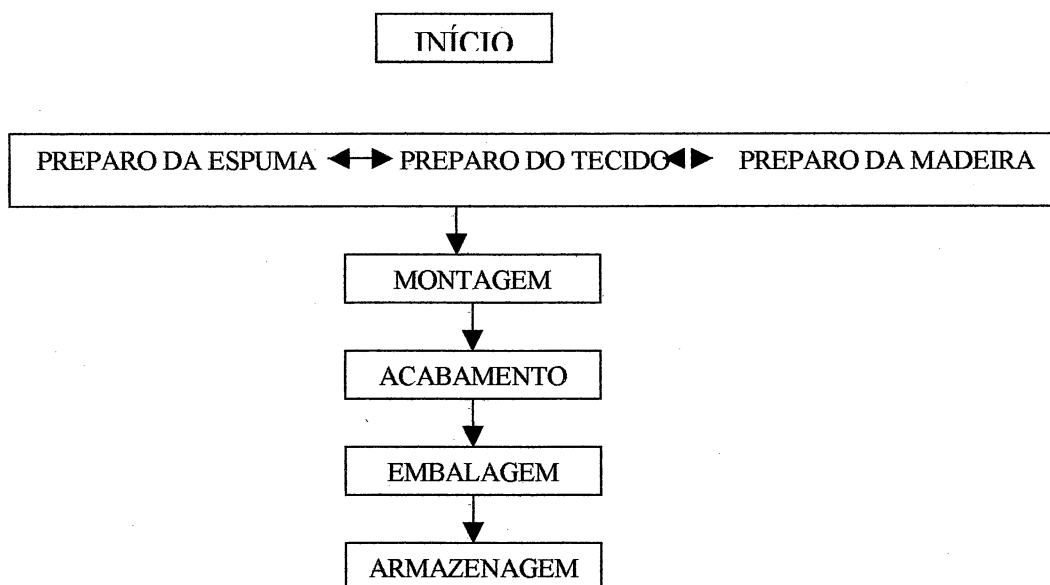 INÍCIO
PREPARO DA ESPUMA PREPARO DO TECIDO PREPARO DA MADEIRA
MONTAGEM
ACABAMENTO
EMBALAGEM
ARMAZENAGEM